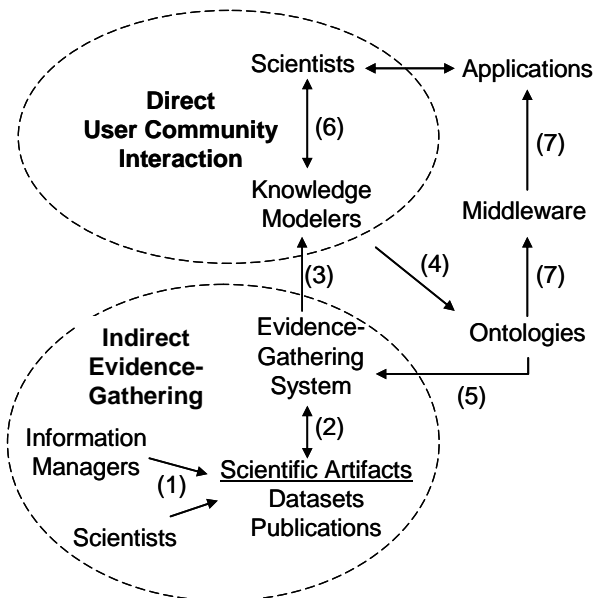 Scientists
Applications
Direct
User Community
Interaction
(6)
(7)
Knowledge
Modelers
Middleware
(3)
(4)
(7)
Indirect
Evidence-
Gathering
Evidence-
Gathering
System
Ontologies
(5)
(2)
Information
Managers
(1)
Scientific Artifacts
Datasets
Publications
Scientists